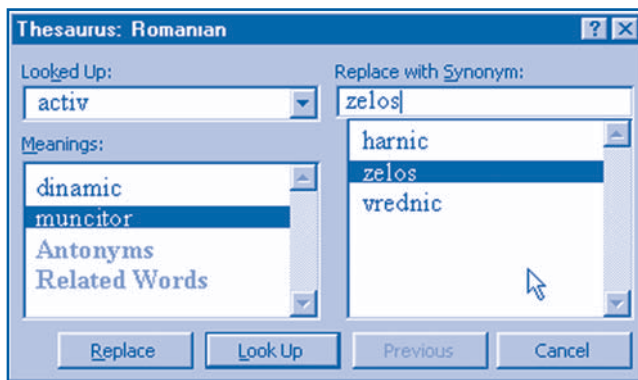 Thesaurus: Romanian
Looked Up:
activ
Meanings:
dinamic
muncitor
Antonyms
Related Words
Replace with Synonym:
zelos
harnic
zelos
vrednic
Replace
Look Up
Previous
Cancel